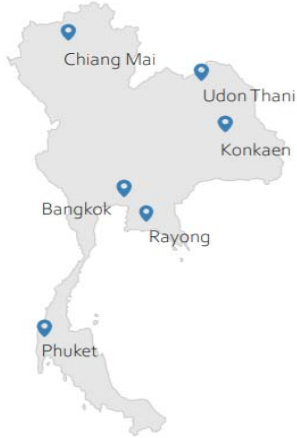 Chiang Mai
Udon Thani
Konkaen
Bangkok
Rayong
Phuket